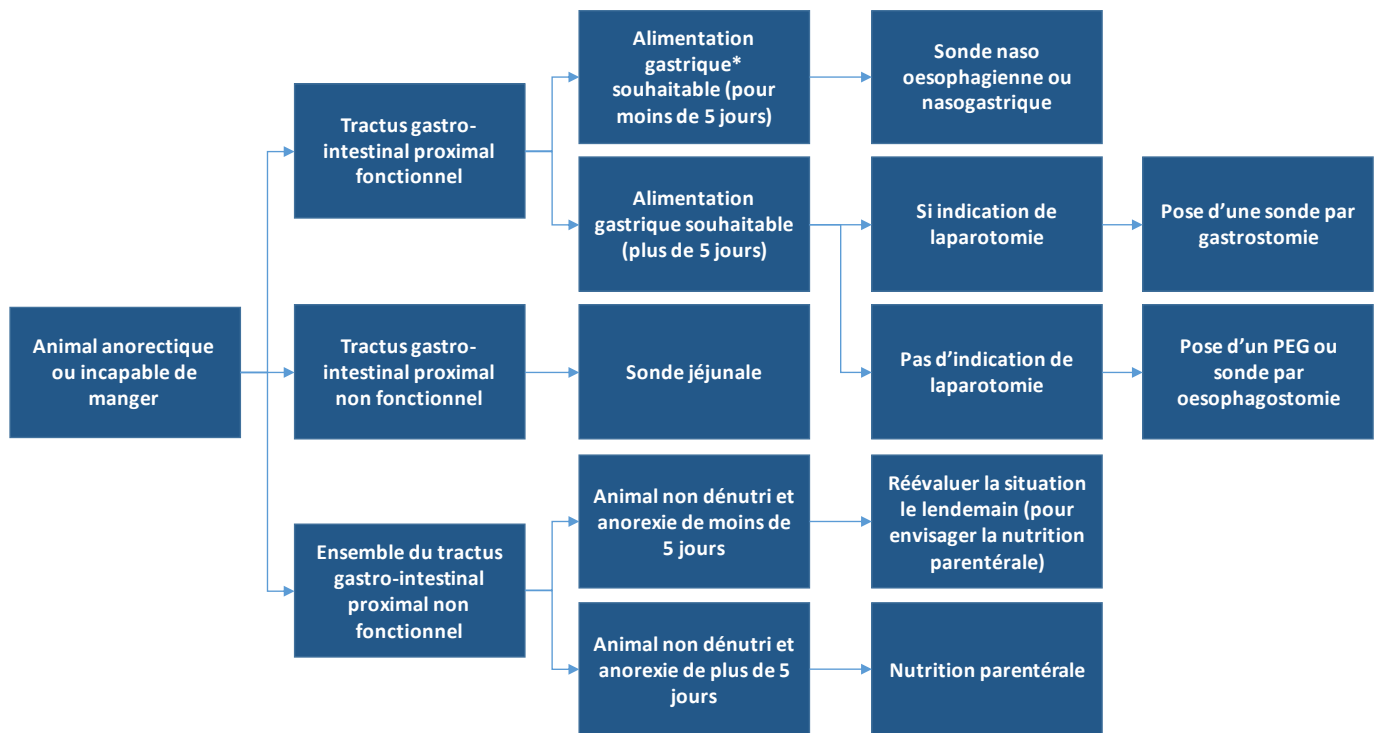 Animal anorectique
ou incapable de
manger
Tractus gastro-
intestinal proximal
fonctionnel
Alimentation
gastrique*
souhaitable (pour
moins de 5 jours)
Sonde naso
oesophagienne ou
nasogastrique
Alimentation
gastrique souhaitable
(plus de 5 jours)
Si indication de
laparotomie
Pose d’une sonde par
gastrostomie
Pas d’indication de
laparotomie
Pose d’un PEG ou
sonde par
oesophagostomie
Tractus gastro-
intestinal proximal
non fonctionnel
Sonde jéjunale
Ensemble du tractus
gastro-intestinal
proximal non
fonctionnel
Animal non dénutri et
anorexie de moins de
5 jours
Réévaluer la situation
le lendemain (pour
envisager la nutrition
parentérale)
Animal non dénutri et
anorexie de plus de 5
jours
Nutrition parentérale